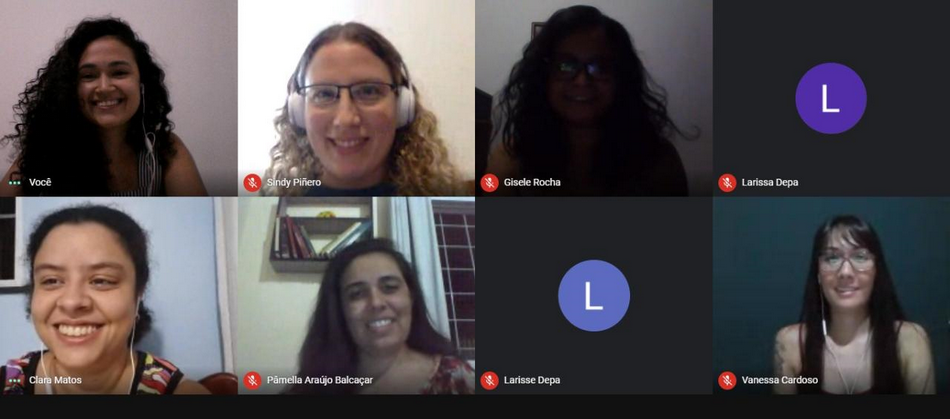 Você
Sindy Piñero
Gisele Rocha
L
Larissa Depa
Clara Matos
Pâmella Araújo Balcaçar
L
Larisse Depa
Vanessa Cardoso